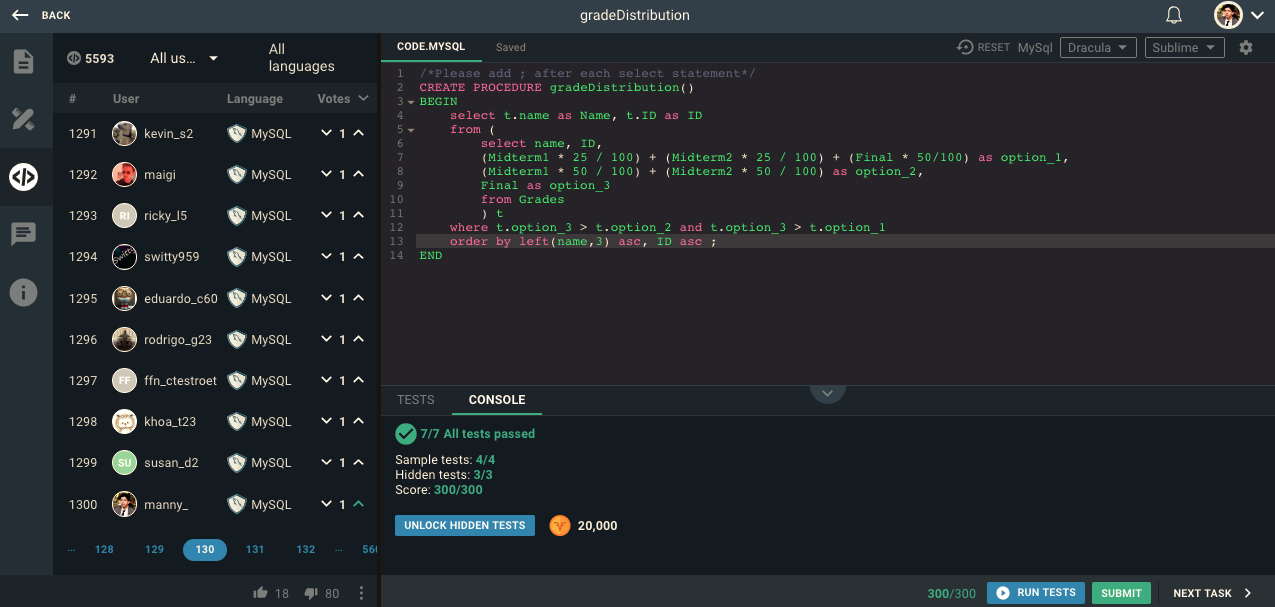 BACK
gradeDistribution
5593
All us...
All
languages
# User Language Votes
1291 kevin_s2 MySQL 1
1292 maigi MySQL 1
1293 RI ricky_l5 MySQL 1
1294 switty959 MySQL 1
1295 eduardo_c60 MySQL 1
1296 rodrigo_g23 MySQL 1
1297 FF ffn_ctestroet MySQL 1
1298 khoa_t23 MySQL 1
1299 SU susan_d2 MySQL 1
1300 manny_ MySQL 1
... 128 129 130 131 132 ...
18 80
CODE.MYSQL Saved
RESET MySql Dracula Sublime
1 /*Please add ; after each select statement*/
2 CREATE PROCEDURE gradeDistribution()
3 BEGIN
4 select t.name as Name, t.ID as ID
5 from (
6 select name, ID,
7 (Midterm1 * 25 / 100) + (Midterm2 * 25 / 100) + (Final * 50/100) as option_1,
8 (Midterm1 * 50 / 100) + (Midterm2 * 50 / 100) as option_2,
9 Final as option_3
10 from Grades
11 ) t
12 where t.option_3 > t.option_2 and t.option_3 > t.option_1
13 order by left(name,3) asc, ID asc ;
14 END
TESTS CONSOLE
7/7 All tests passed
Sample tests: 4/4
Hidden tests: 3/3
Score: 300/300
UNLOCK HIDDEN TESTS 20,000
300/300 RUN TESTS SUBMIT NEXT TASK